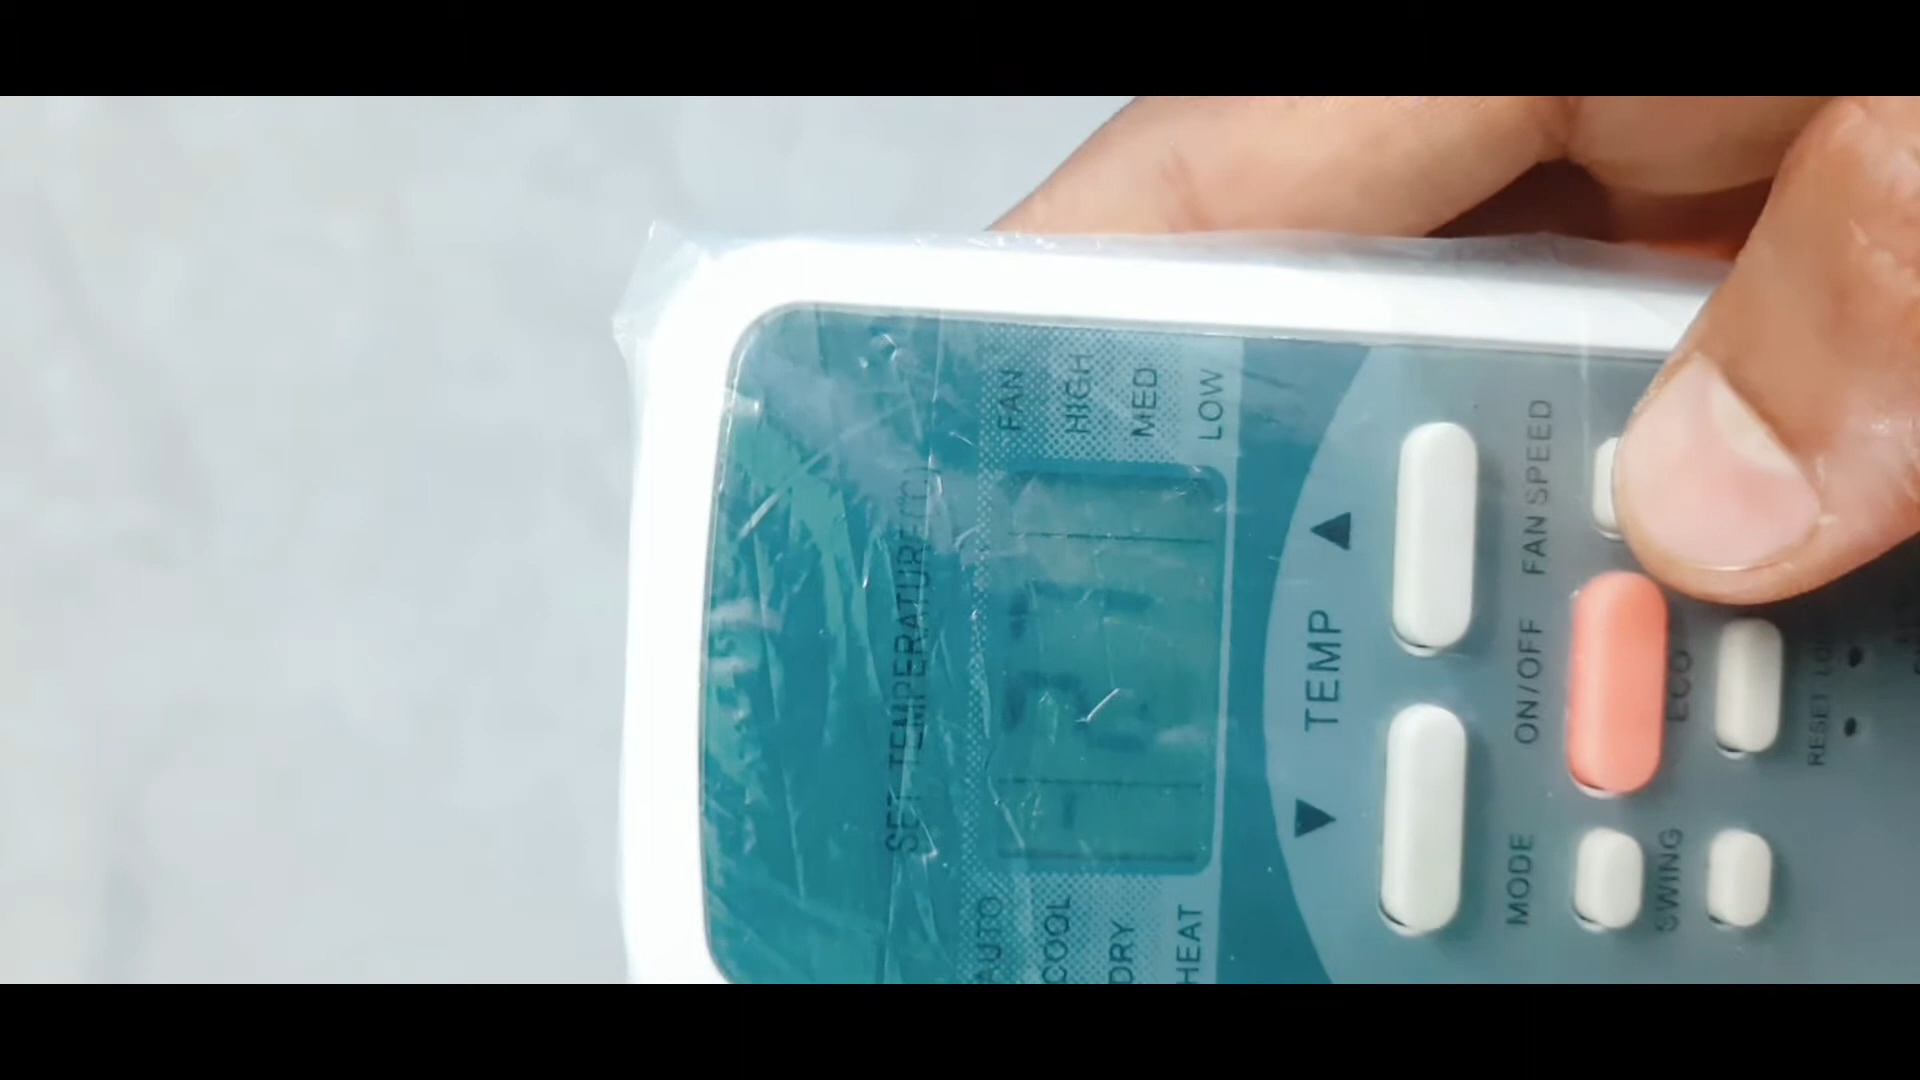 SET TEMPERATURE
AUTO
COOL
DRY
HEAT
FAN
HIGH
MED
LOW
▼ TEMP ▲
MODE
ON/OFF
FAN SPEED
SWING
ECO
RESET